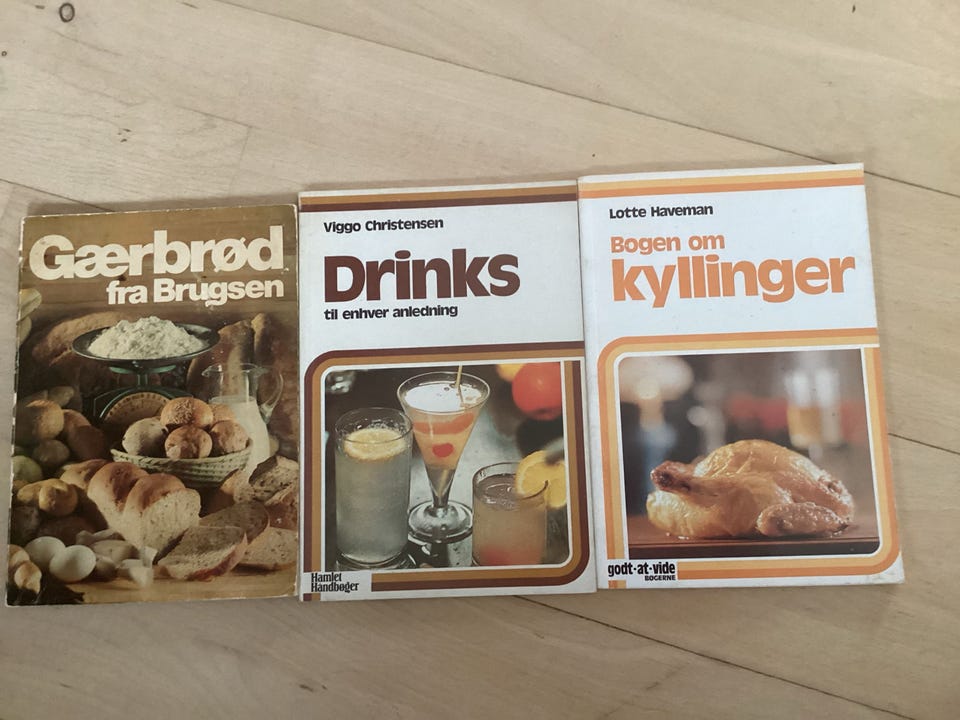 Gærbrød
fra Brugsen
Viggo Christensen
Drinks
til enhver anledning
Hamlet
Håndbøger
Lotte Haveman
Bogen om
kyllinger
godt-at-vide
BØGERNE